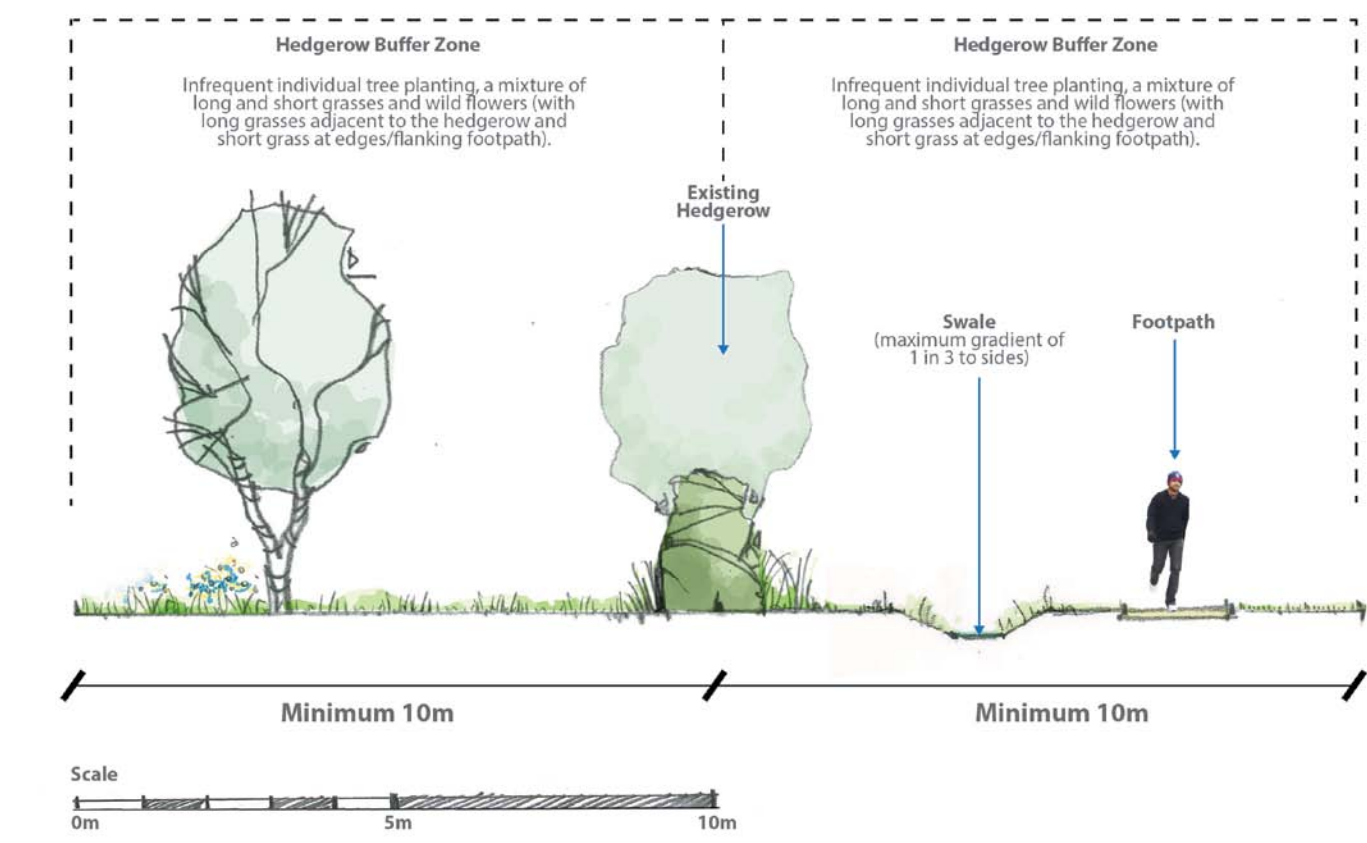 Hedgerow Buffer Zone
Infrequent individual tree planting, a mixture of
long and short grasses and wild flowers (with
long grasses adjacent to the hedgerow and
short grass at edges/flanking footpath).
Hedgerow Buffer Zone
Infrequent individual tree planting, a mixture of
long and short grasses and wild flowers (with
long grasses adjacent to the hedgerow and
short grass at edges/flanking footpath).
Existing
Hedgerow
Swale
(maximum gradient of
1 in 3 to sides)
Footpath
Minimum 10m
Minimum 10m
Scale
0m
5m
10m